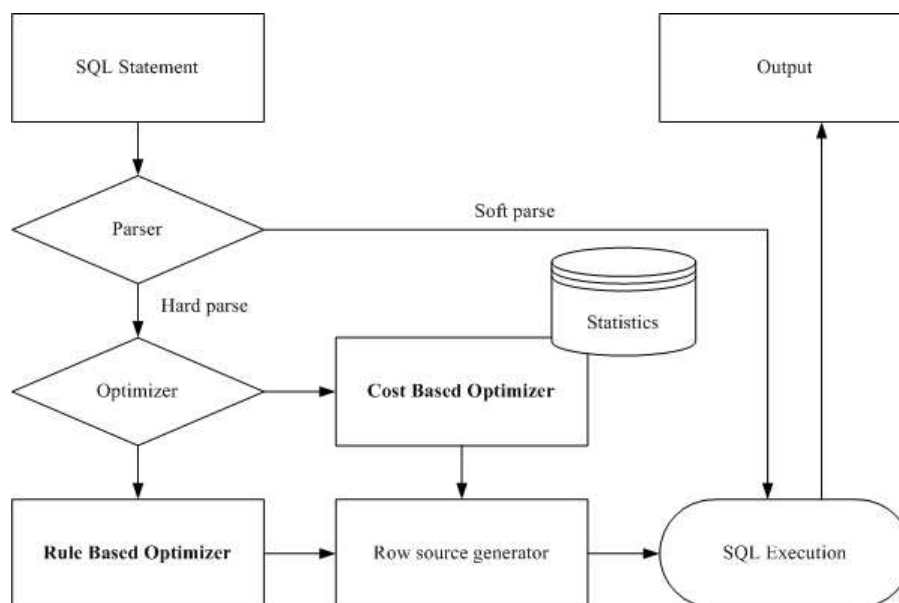 SQL Statement
Output
Parser
Soft parse
Hard parse
Statistics
Optimizer
Cost Based Optimizer
Rule Based Optimizer
Row source generator
SQL Execution